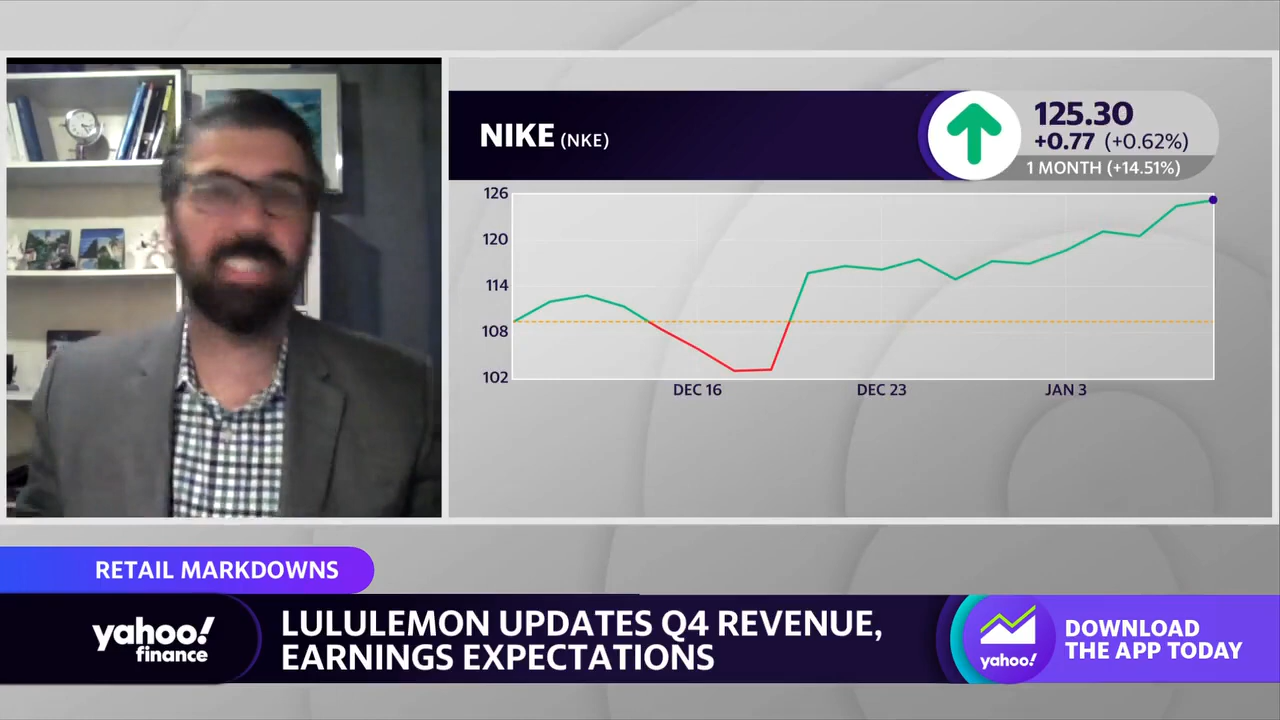 NIKE (NKE)
125.30
+0.77 (+0.62%)
1 MONTH (+14.51%)
126
120
114
108
102
DEC 16
DEC 23
JAN 3
RETAIL MARKDOWNS
yahoo!
finance
LULULEMON UPDATES Q4 REVENUE,
EARNINGS EXPECTATIONS
yahoo!
DOWNLOAD
THE APP TODAY